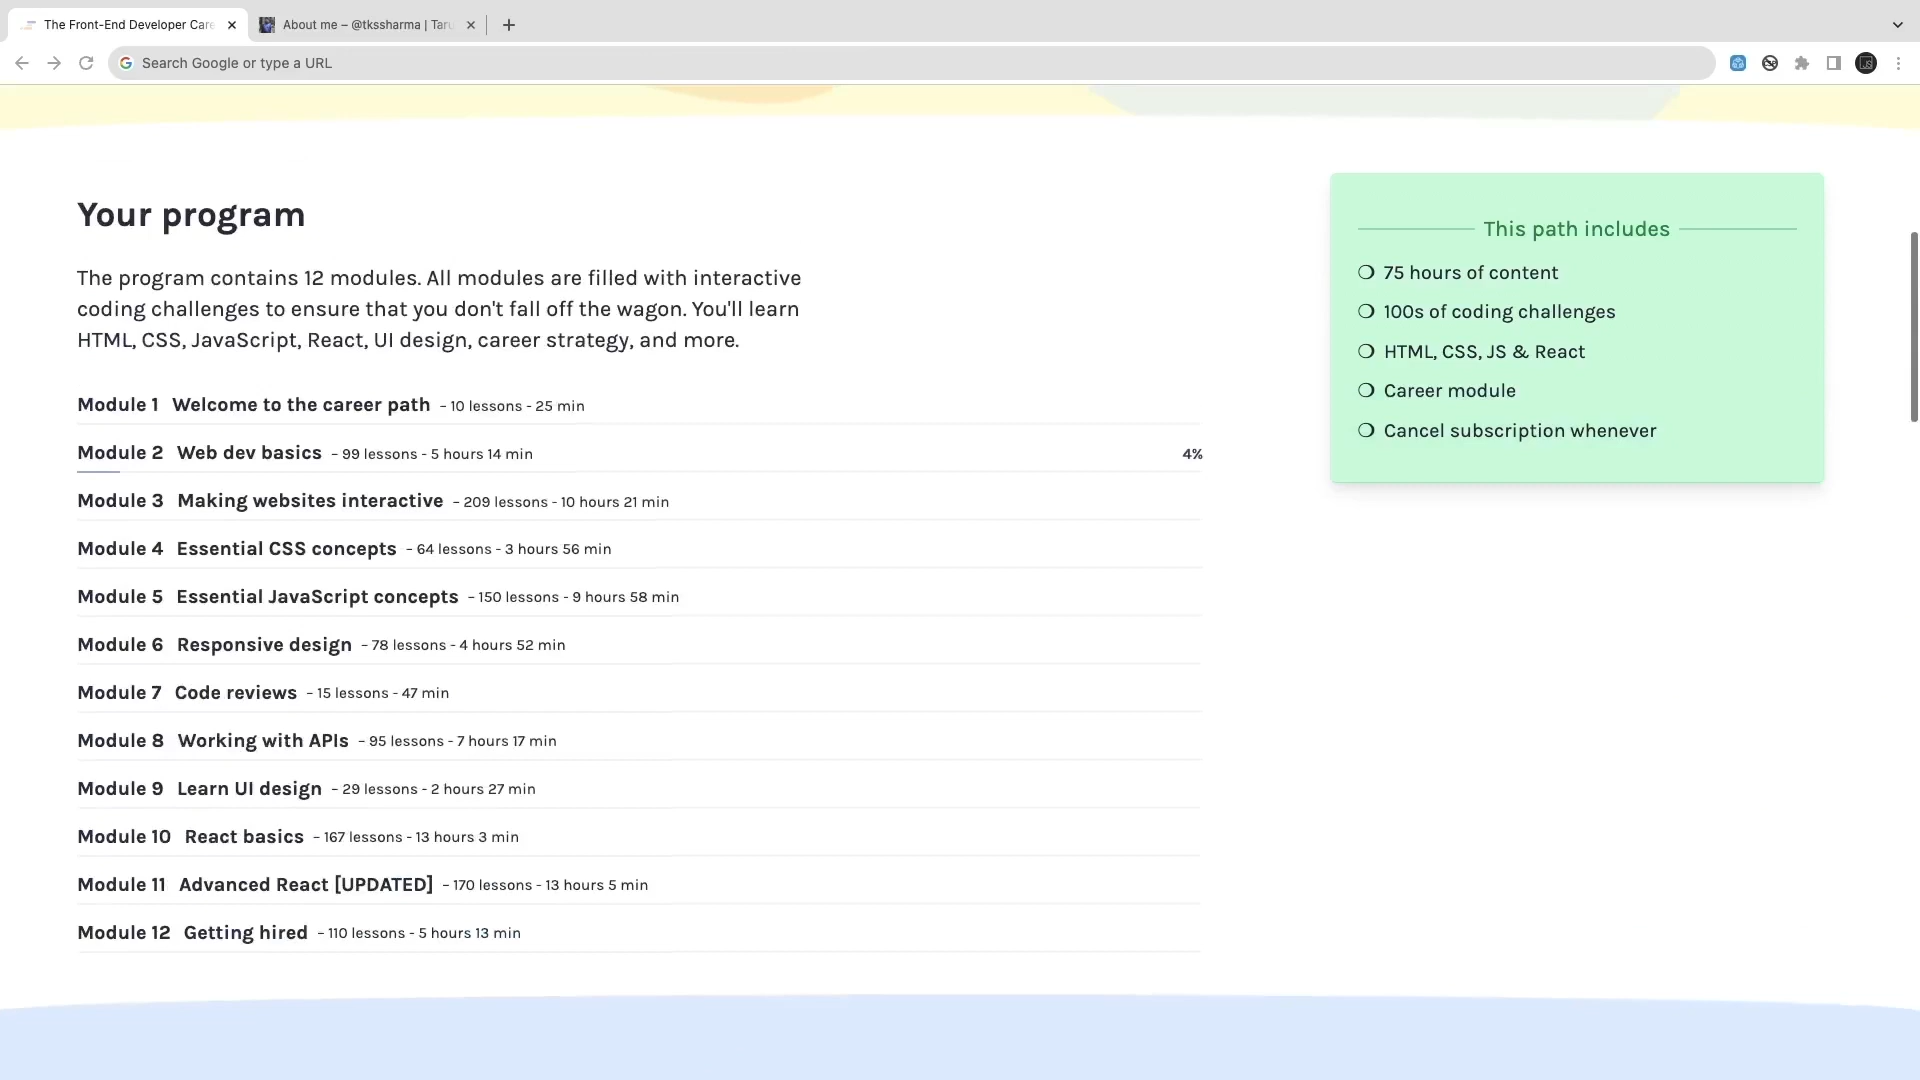 The Front-End Developer Care
About me – @tkssharma | Taru
Search Google or type a URL
Your program
The program contains 12 modules. All modules are filled with interactive
coding challenges to ensure that you don't fall off the wagon. You'll learn
HTML, CSS, JavaScript, React, UI design, career strategy, and more.
Module 1 Welcome to the career path – 10 lessons - 25 min
Module 2 Web dev basics – 99 lessons - 5 hours 14 min 4%
Module 3 Making websites interactive – 209 lessons - 10 hours 21 min
Module 4 Essential CSS concepts – 64 lessons - 3 hours 56 min
Module 5 Essential JavaScript concepts – 150 lessons - 9 hours 58 min
Module 6 Responsive design – 78 lessons - 4 hours 52 min
Module 7 Code reviews – 15 lessons - 47 min
Module 8 Working with APIs – 95 lessons - 7 hours 17 min
Module 9 Learn UI design – 29 lessons - 2 hours 27 min
Module 10 React basics – 167 lessons - 13 hours 3 min
Module 11 Advanced React [UPDATED] – 170 lessons - 13 hours 5 min
Module 12 Getting hired – 110 lessons - 5 hours 13 min
This path includes
75 hours of content
100s of coding challenges
HTML, CSS, JS & React
Career module
Cancel subscription whenever